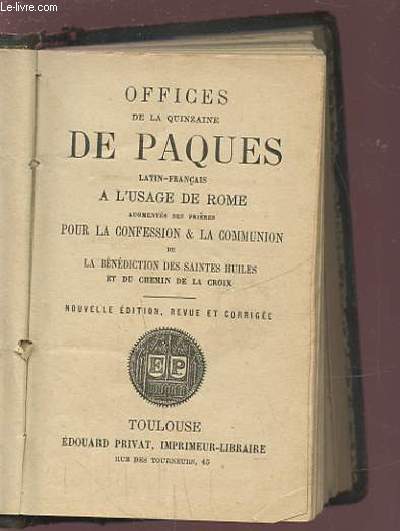 Le-livre.com
OFFICES
DE LA QUINZAINE
DE PAQUES
LATIN-FRANÇAIS
A L'USAGE DE ROME
AUGMENTÉS DES PRIÈRES
POUR LA CONFESSION & LA COMMUNION
DE
LA BÉNÉDICTION DES SAINTES HUILES
ET DU CHEMIN DE LA CROIX
NOUVELLE ÉDITION, REVUE ET CORRIGÉE
EP
TOULOUSE
ÉDOUARD PRIVAT, IMPRIMEUR-LIBRAIRE
RUE DES TOURNEURS, 45